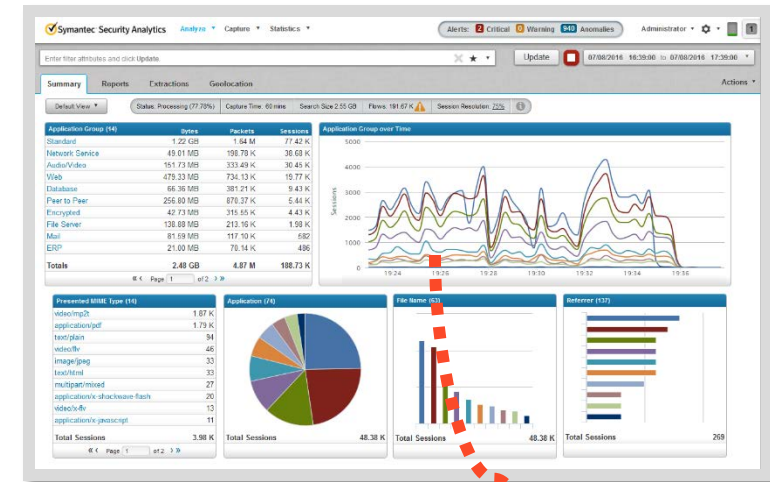 Symantec Security Analytics Analyze Capture Statistics Alerts: 2 Critical 0 Warning 940 Anomalies Administrator 1
Enter filter attributes and click Update. Update 07/08/2016 16:39:00 to 07/08/2016 17:39:00
Summary Reports Extractions Geolocation Actions
Default View Status: Processing (77.78%) Capture Time: 60 mins Search Size 2.55 GB Flows: 191.67 K Session Resolution: 75%
Application Group (14) Bytes Packets Sessions
Standard 1.22 GB 1.64 M 77.42 K
Network Service 49.01 MB 198.78 K 38.68 K
Audio/Video 151.73 MB 333.49 K 30.45 K
Web 479.33 MB 734.13 K 19.77 K
Database 66.36 MB 381.21 K 9.43 K
Peer to Peer 256.80 MB 870.37 K 5.44 K
Encrypted 42.73 MB 315.55 K 4.43 K
File Server 138.88 MB 213.16 K 1.98 K
Mail 81.69 MB 117.10 K 682
ERP 21.00 MB 70.14 K 486
Totals 2.48 GB 4.87 M 188.73 K
Page 1 of 2
Application Group over Time
Sessions
5000
4000
3000
2000
1000
0
19:24 19:26 19:28 19:30 19:32 19:34 19:36
Presented MIME Type (14)
video/mp2t 1.87 K
application/pdf 1.79 K
text/plain 94
video/flv 46
image/jpeg 33
text/html 33
multipart/mixed 27
application/x-shockwave-flash 20
video/x-flv 13
application/x-javascript 11
Total Sessions 3.98 K
Page 1 of 2
Application (74)
Total Sessions 48.38 K
File Name (63)
Total Sessions 48.38 K
Referrer (137)
Total Sessions 269